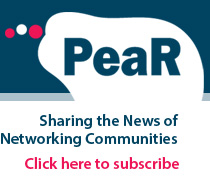 PeaR
Sharing the News of
Networking Communities
Click here to subscribe